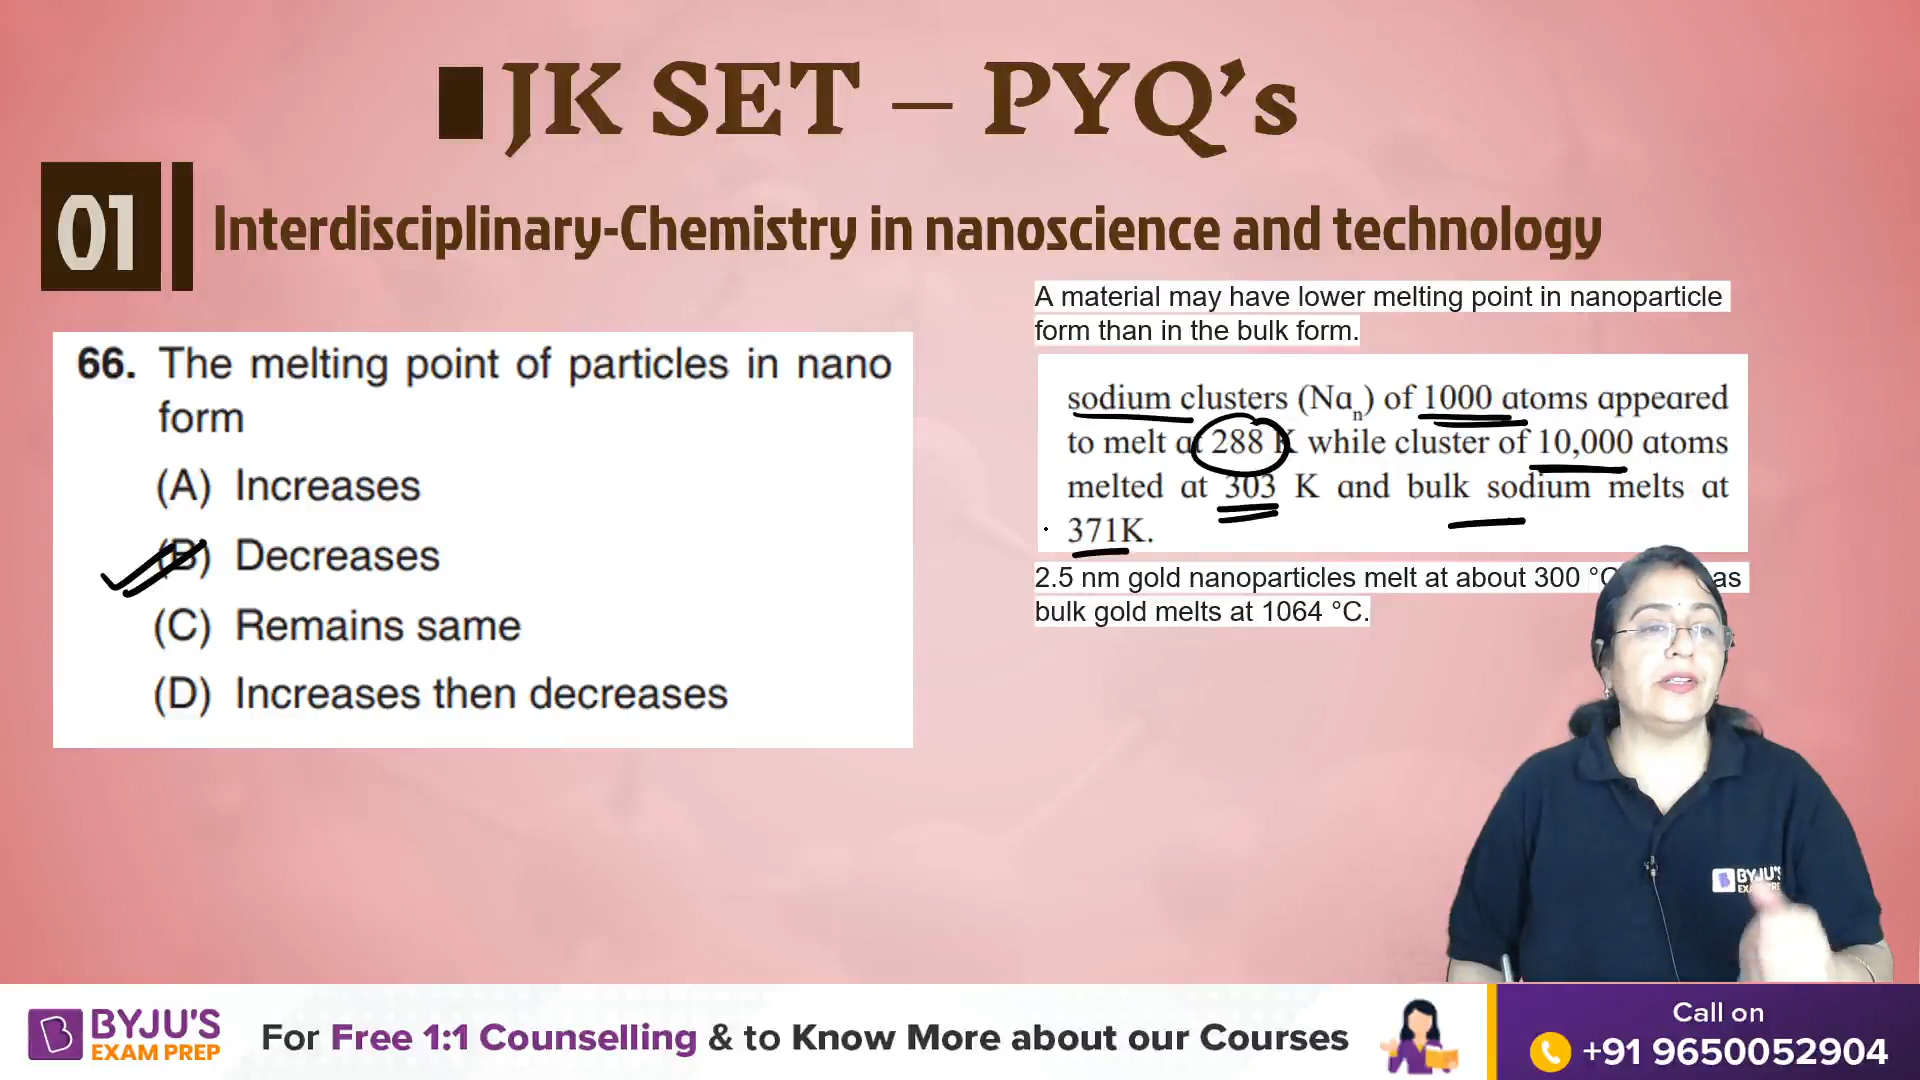 JK SET – PYQ's
01
Interdisciplinary-Chemistry in nanoscience and technology
66. The melting point of particles in nano
form
(A) Increases
(B) Decreases
(C) Remains same
(D) Increases then decreases
A material may have lower melting point in nanoparticle
form than in the bulk form.
sodium clusters (Naₙ) of 1000 atoms appeared
to melt at 288 K while cluster of 10,000 atoms
melted at 303 K and bulk sodium melts at
371K.
2.5 nm gold nanoparticles melt at about 300 °C as
bulk gold melts at 1064 °C.
BYJU'S
BYJU'S
EXAM PREP
For Free 1:1 Counselling & to Know More about our Courses
Call on
+91 9650052904